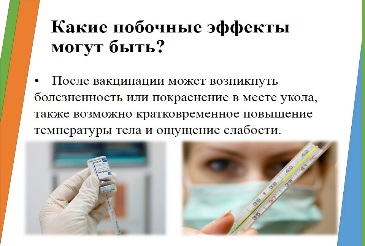 Какие побочные эффекты
могут быть?
• После вакцинации может возникнуть
болезненность или покраснение в месте укола,
также возможно кратковременное повышение
температуры тела и ощущение слабости.